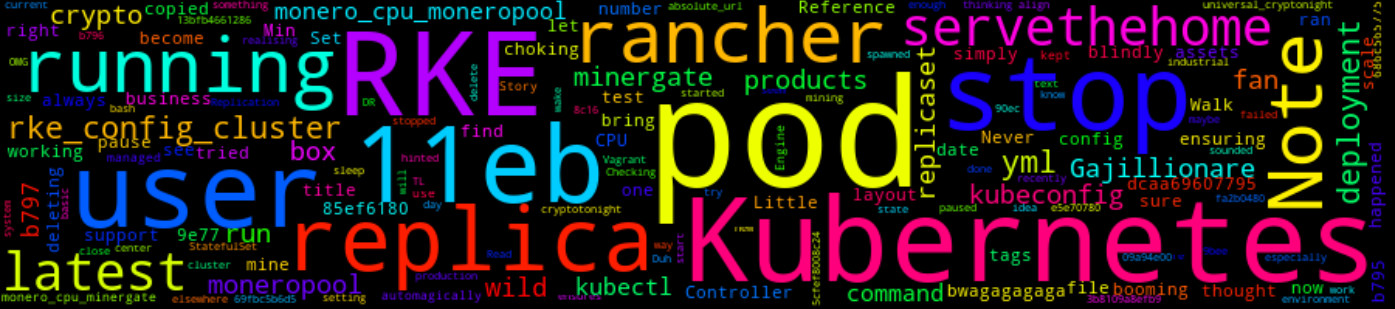 current
crypto
copied
something
13bfb4661286
monero_cpu_moneropool
number
absolute_url
Reference
enough
thinking
align
universal_cryptonight
ran
right
b796
become
realising
Min
Set
let
rancher
servethehome
OMG
running
RKE
choking
spawned
simply
kept
blindly
assets
industrial
scale
deployment
Note
size
always
business
Replication
bash
DR
delete
Story
make
minergate
products
started
mining
test
8c16
bring
pod
replicaset
stop
text
know
90ec
fan
Walk
maybe
failed
rke_config_cluster
pause
stopped
find
11eb
CPU
Engine
Never
config
ensuring
sounded
working
managed
see
tried
box
hinted
Vagrant
Checking
date
done
yml
recently
Gajillionare
user
sleep
title
will
TL
use
day
one
try
layout
kubeconfig
dcaa69607795
sure
fa2b0480
happened
system
b797
deleting
basic
85ef6180
cryptotonight
Little
state
paused
idea
e5e70780
support
9e77
run
replica
Kubernetes
close
center
StatefulSet
Read
may
Duh
start
tags
09a94e00
especially
latest
cluster
mine
moneropool
production
wild
kubectl
Controller
5cfef8008c24
command
bwagagagaga
file
booming
thought
now
work
environment
b795
monero_cpu_minergate
elsewhere
69fbc5b6d5
setting
automagically
3b8109a8efb9